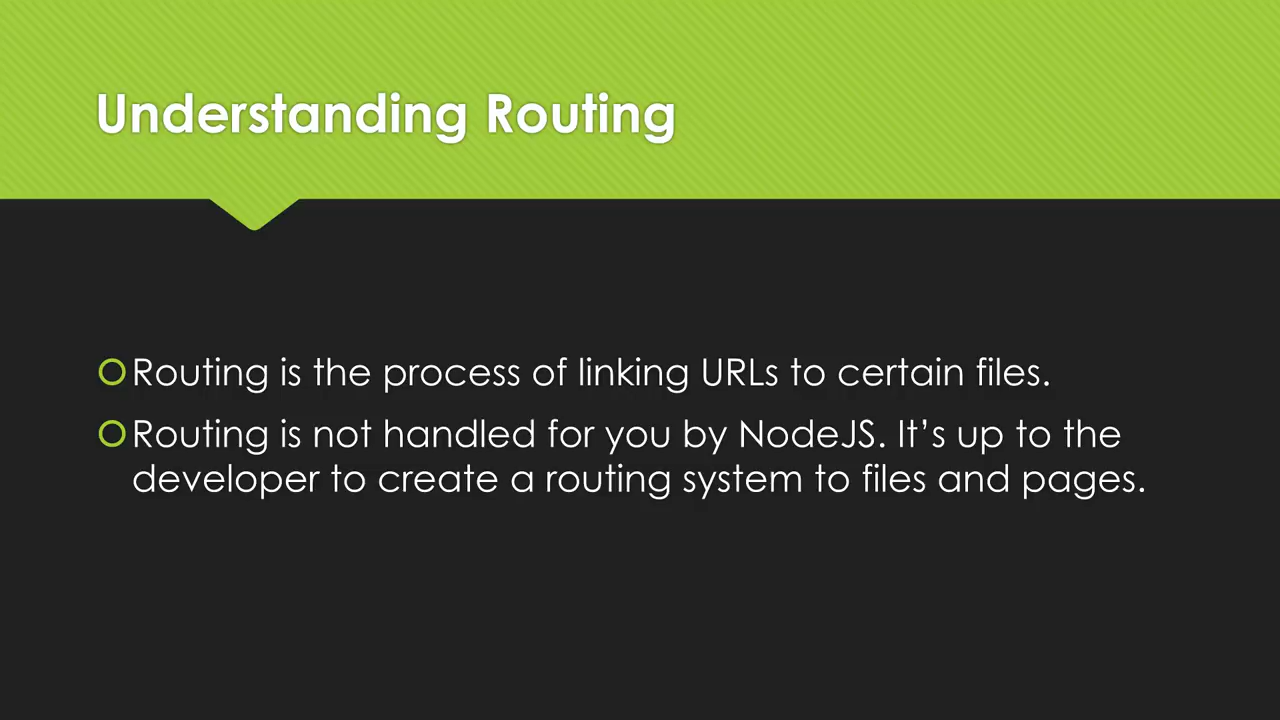 Understanding Routing
Routing is the process of linking URLs to certain files.
Routing is not handled for you by NodeJS. It’s up to the
developer to create a routing system to files and pages.